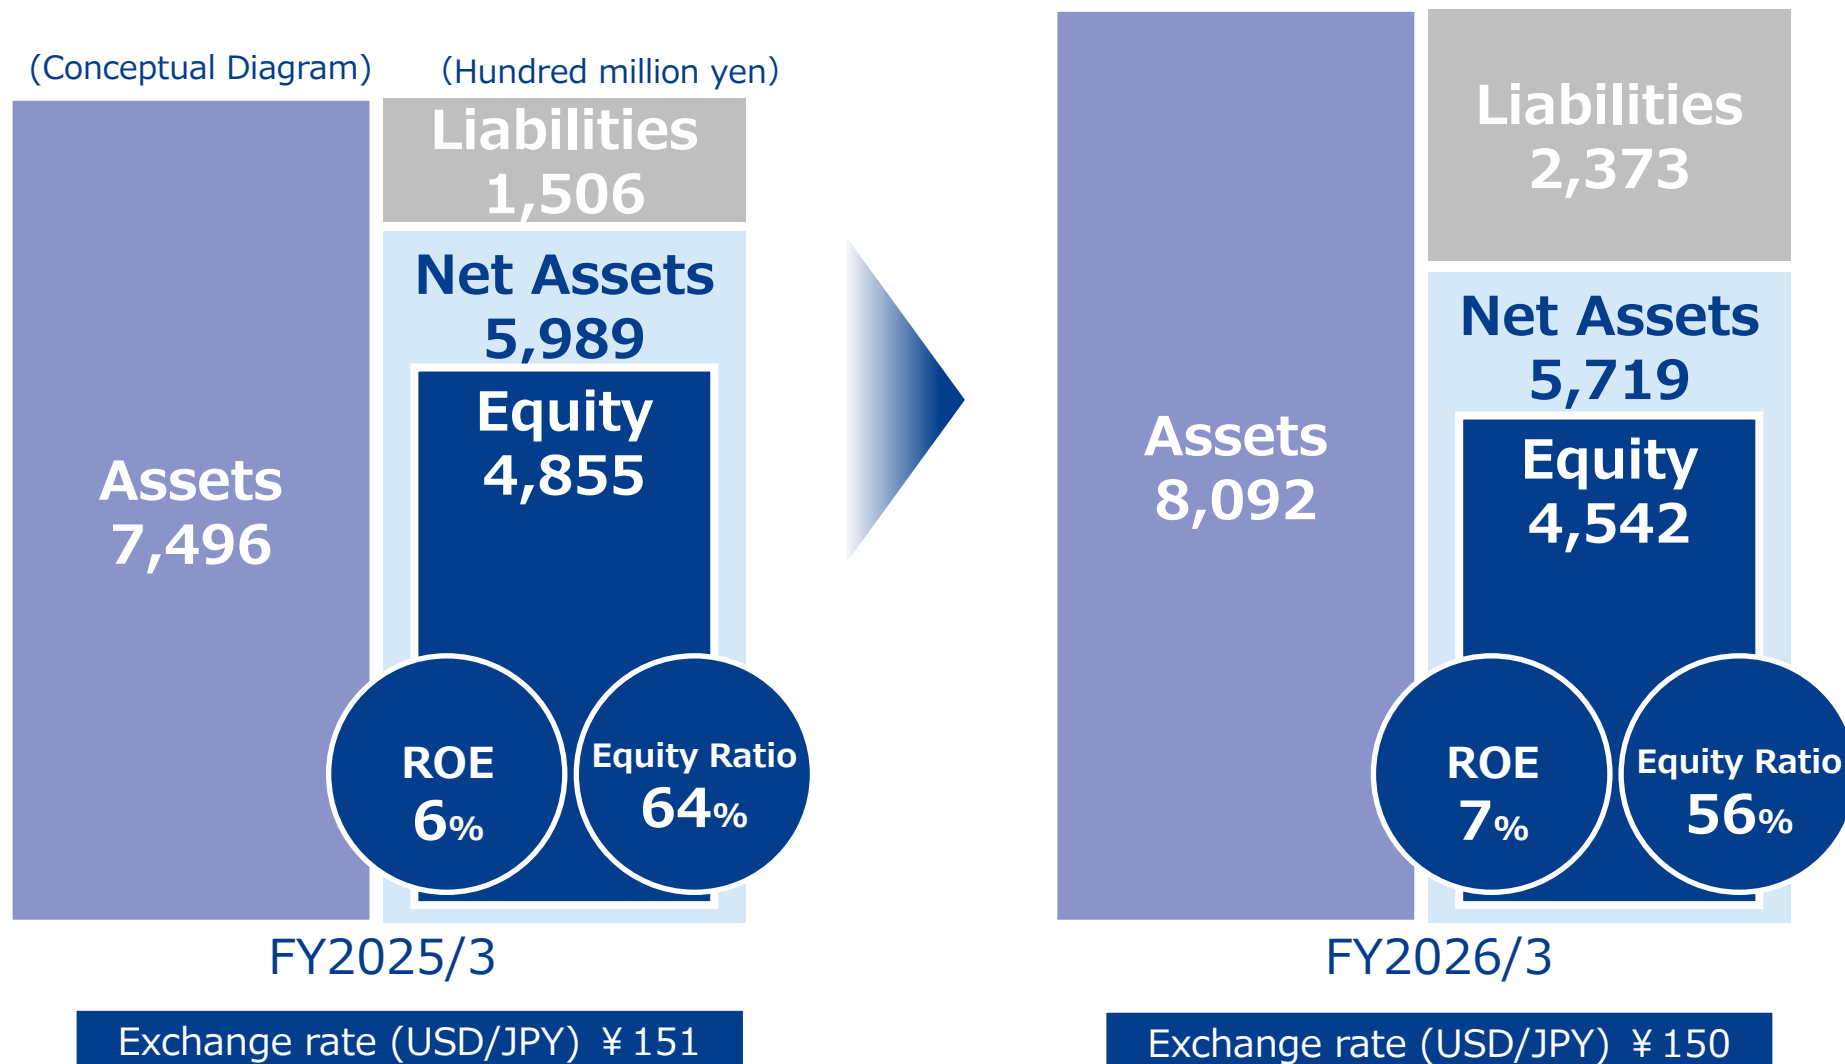 (Conceptual Diagram)
(Hundred million yen)
Assets
7,496
Liabilities
1,506
Net Assets
5,989
Equity
4,855
ROE
6%
Equity Ratio
64%
FY2025/3
Exchange rate (USD/JPY) ¥151
Assets
8,092
Liabilities
2,373
Net Assets
5,719
Equity
4,542
ROE
7%
Equity Ratio
56%
FY2026/3
Exchange rate (USD/JPY) ¥150